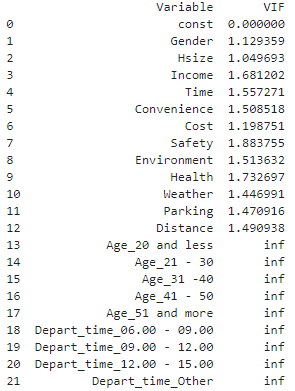 Variable VIF
0 const 0.000000
1 Gender 1.129359
2 Hsize 1.049693
3 Income 1.681202
4 Time 1.557271
5 Convenience 1.508518
6 Cost 1.198751
7 Safety 1.883755
8 Environment 1.513632
9 Health 1.732697
10 Weather 1.446991
11 Parking 1.470916
12 Distance 1.490938
13 Age_20 and less inf
14 Age_21 - 30 inf
15 Age_31 -40 inf
16 Age_41 - 50 inf
17 Age_51 and more inf
18 Depart_time_06.00 - 09.00 inf
19 Depart_time_09.00 - 12.00 inf
20 Depart_time_12.00 - 15.00 inf
21 Depart_time_Other inf